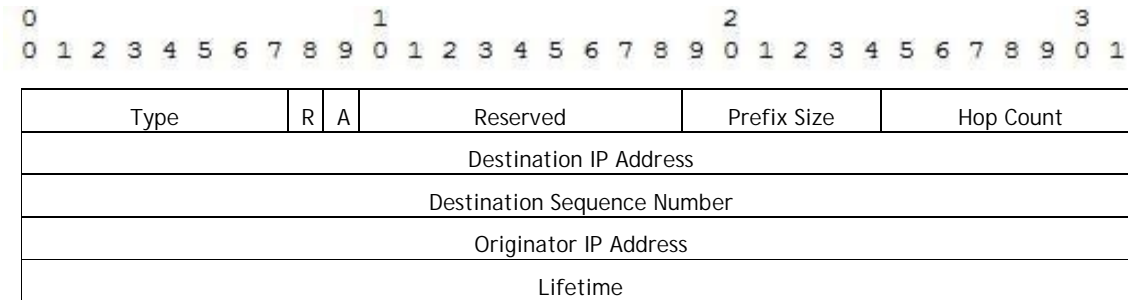 0 1 2 3
0 1 2 3 4 5 6 7 8 9 0 1 2 3 4 5 6 7 8 9 0 1 2 3 4 5 6 7 8 9 0 1
Type R A Reserved Prefix Size Hop Count
Destination IP Address
Destination Sequence Number
Originator IP Address
Lifetime